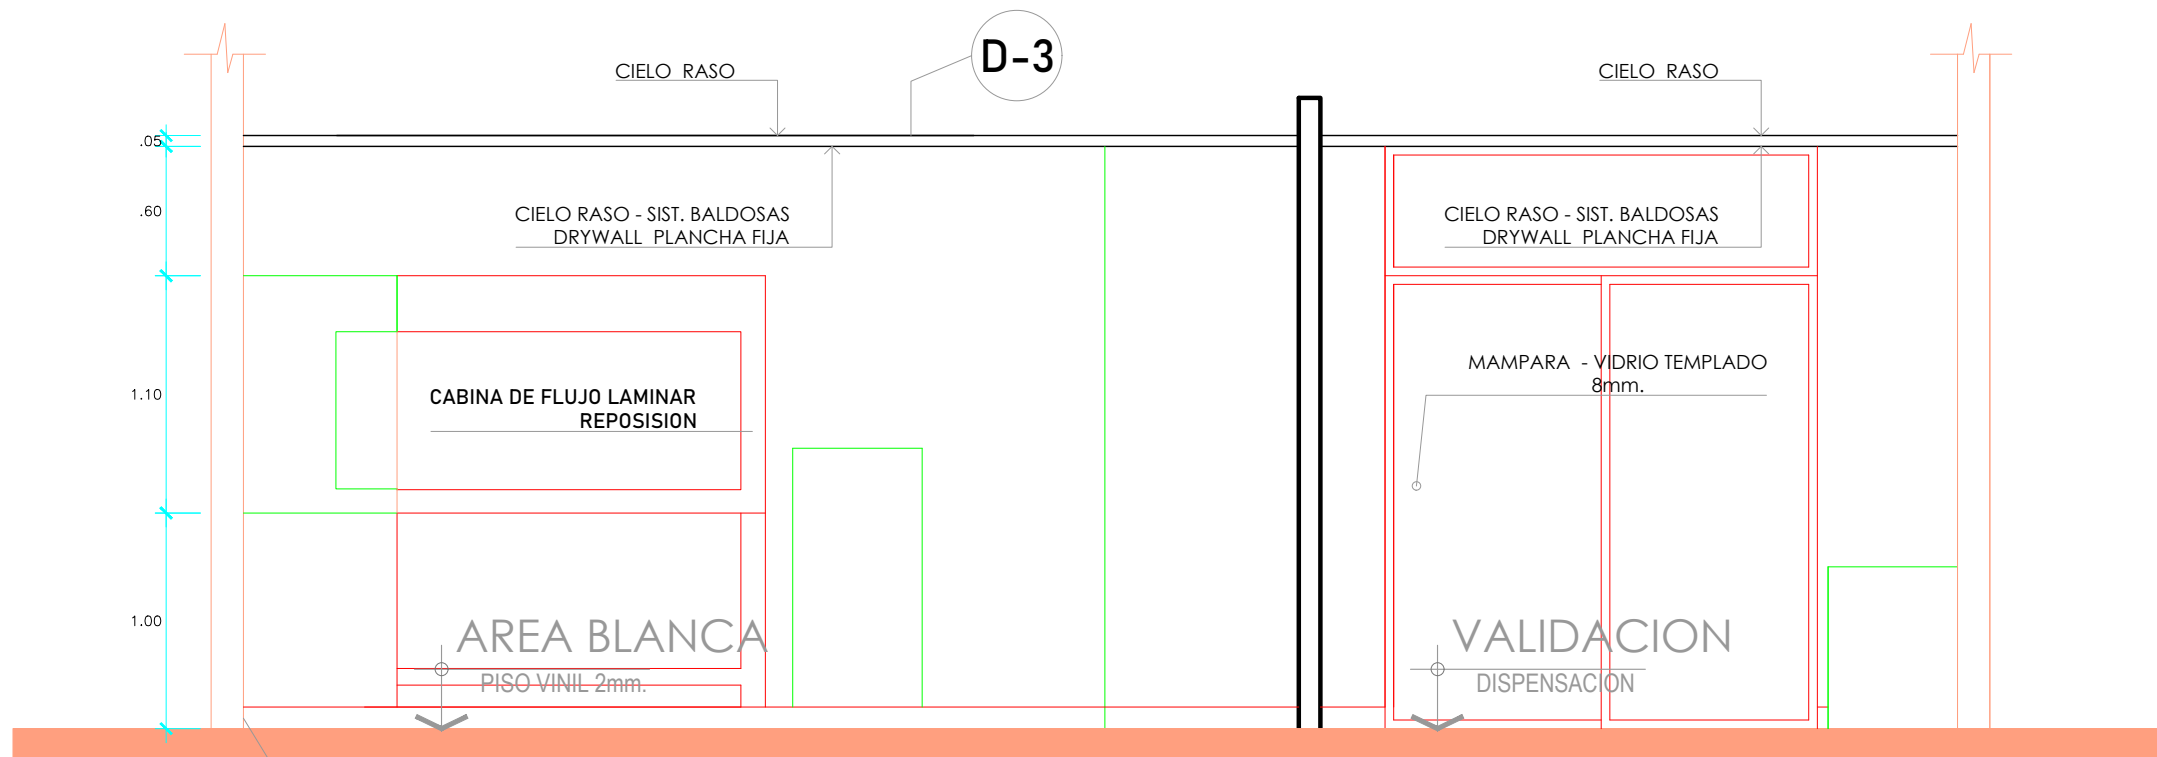 D-3
CIELO RASO
CIELO RASO
.05
.60
CIELO RASO - SIST. BALDOSAS
DRYWALL PLANCHA FIJA
CIELO RASO - SIST. BALDOSAS
DRYWALL PLANCHA FIJA
MAMPARA - VIDRIO TEMPLADO
8mm.
1.10
CABINA DE FLUJO LAMINAR
REPOSISION
1.00
AREA BLANCA
PISO VINIL 2mm.
VALIDACION
DISPENSACION